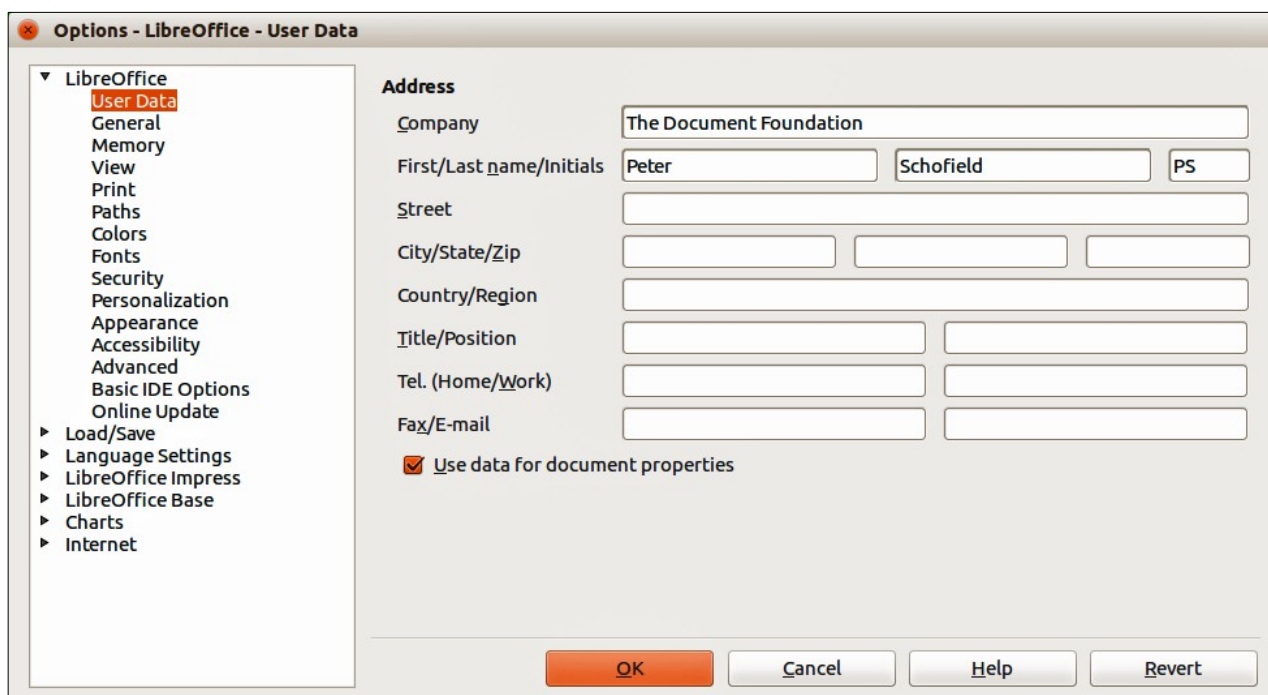 Options - LibreOffice - User Data
LibreOffice
User Data
General
Memory
View
Print
Paths
Colors
Fonts
Security
Personalization
Appearance
Accessibility
Advanced
Basic IDE Options
Online Update
Load/Save
Language Settings
LibreOffice Impress
LibreOffice Base
Charts
Internet
Address
Company The Document Foundation
First/Last name/Initials Peter Schofield PS
Street
City/State/Zip
Country/Region
Title/Position
Tel. (Home/Work)
Fax/E-mail
Use data for document properties
OK Cancel Help Revert